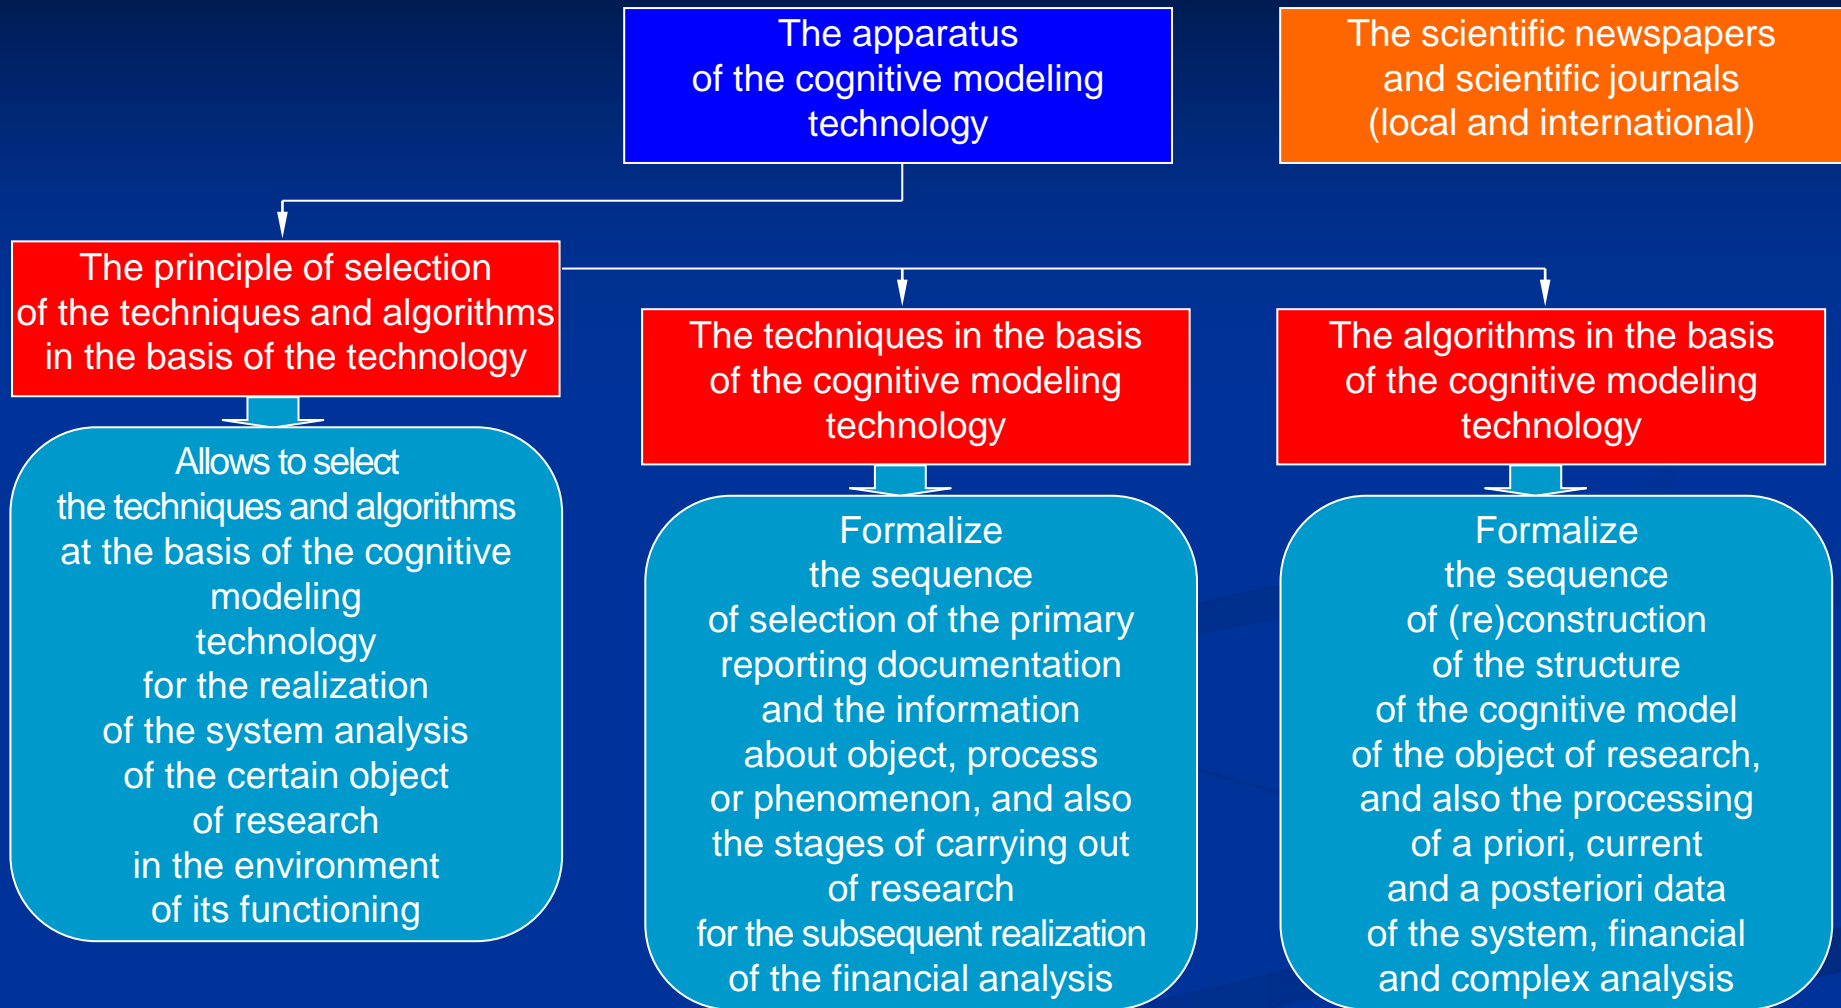 The apparatus
of the cognitive modeling
technology
The scientific newspapers
and scientific journals
(local and international)
The principle of selection
of the techniques and algorithms
in the basis of the technology
The techniques in the basis
of the cognitive modeling
technology
The algorithms in the basis
of the cognitive modeling
technology
Allows to select
the techniques and algorithms
at the basis of the cognitive
modeling
technology
for the realization
of the system analysis
of the certain object
of research
in the environment
of its functioning
Formalize
the sequence
of selection of the primary
reporting documentation
and the information
about object, process
or phenomenon, and also
the stages of carrying out
of research
for the subsequent realization
of the financial analysis
Formalize
the sequence
of (re)construction
of the structure
of the cognitive model
of the object of research,
and also the processing
of a priori, current
and a posteriori data
of the system, financial
and complex analysis